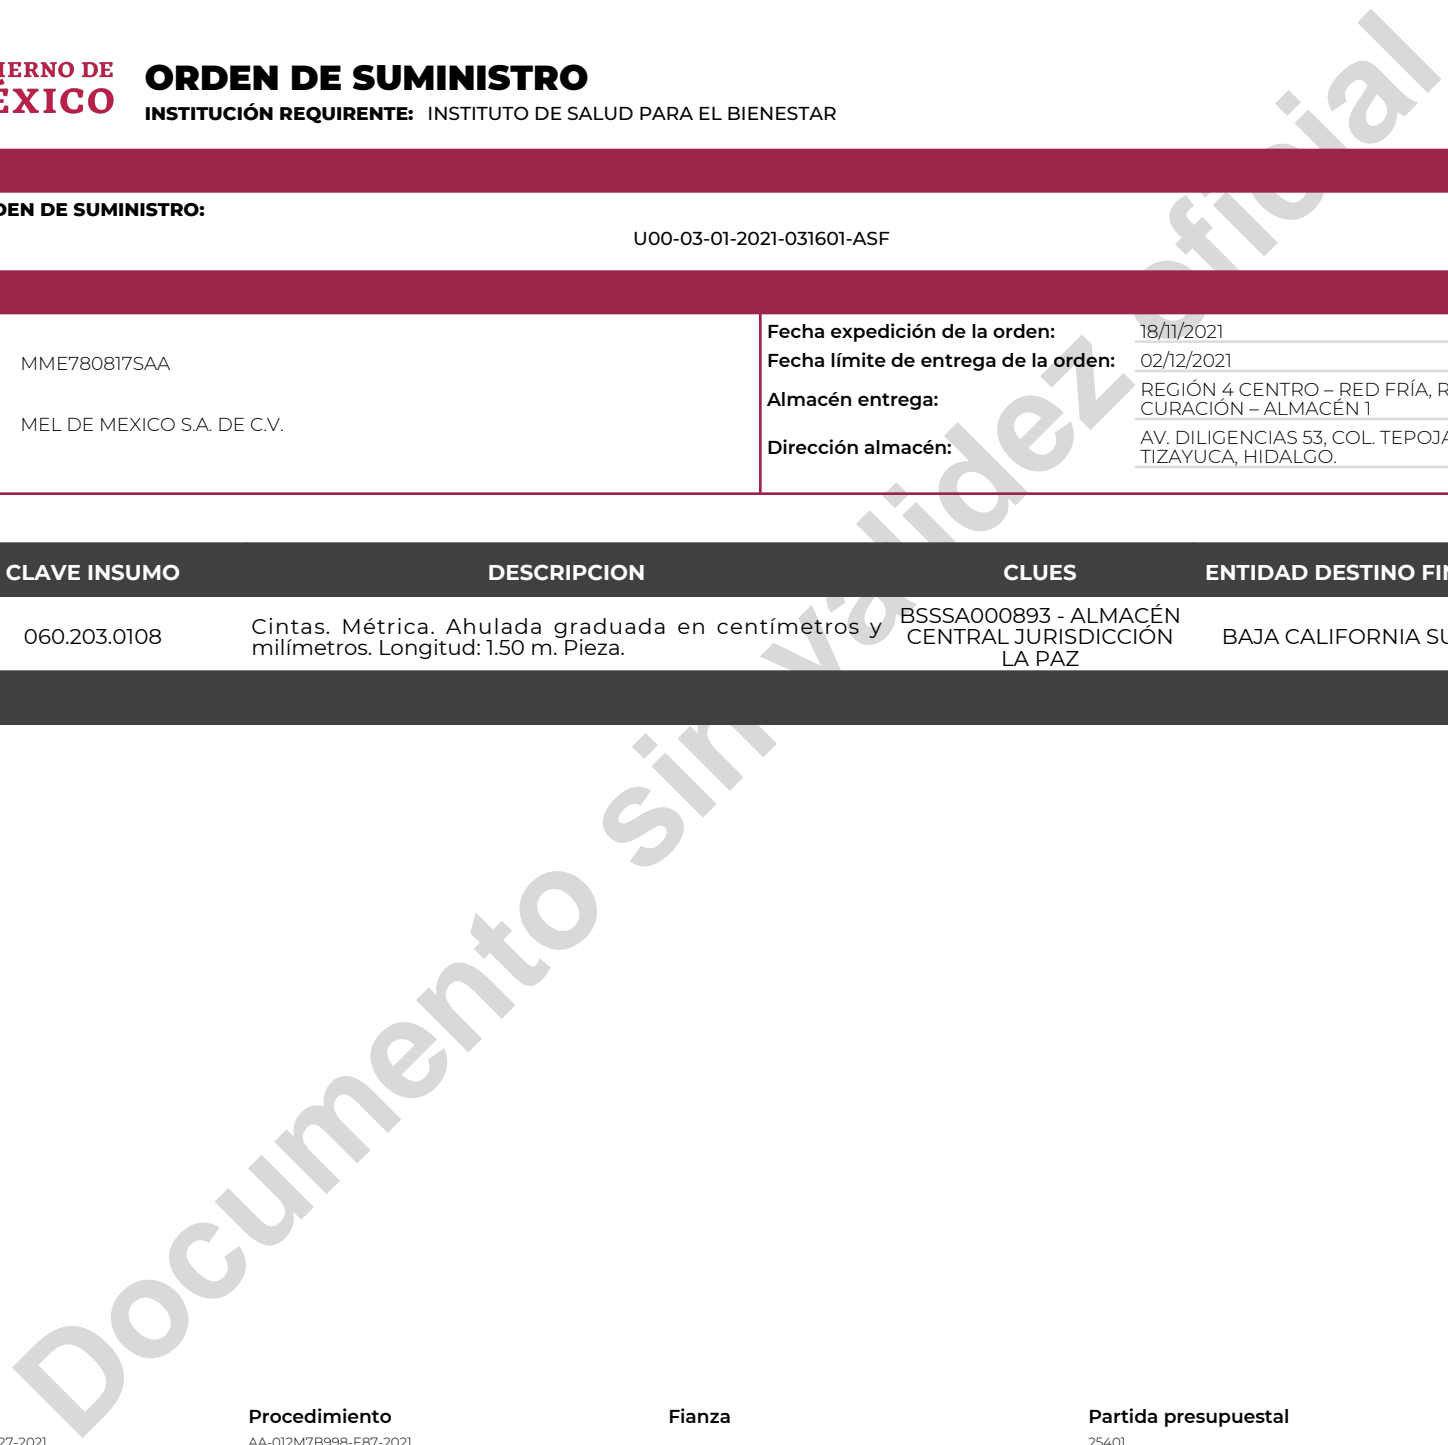 IERNO DE
ÉXICO
ORDEN DE SUMINISTRO
INSTITUCIÓN REQUIRENTE: INSTITUTO DE SALUD PARA EL BIENESTAR
DEN DE SUMINISTRO:
U00-03-01-2021-031601-ASF
MME780817SAA
MEL DE MEXICO S.A. DE C.V.
Fecha expedición de la orden: 18/11/2021
Fecha límite de entrega de la orden: 02/12/2021
Almacén entrega: REGIÓN 4 CENTRO – RED FRÍA, R
CURACIÓN – ALMACÉN 1
Dirección almacén: AV. DILIGENCIAS 53, COL. TEPOJA
TIZAYUCA, HIDALGO.
CLAVE INSUMO DESCRIPCION CLUES ENTIDAD DESTINO FIN
060.203.0108
Cintas. Métrica. Ahulada graduada en centímetros y
milímetros. Longitud: 1.50 m. Pieza.
BSSSA000893 - ALMACÉN
CENTRAL JURISDICCIÓN
LA PAZ
BAJA CALIFORNIA SU
Documento sin validez oficial
Procedimiento Fianza Partida presupuestal
27-2021 AA-012M7B998-E87-2021 25401